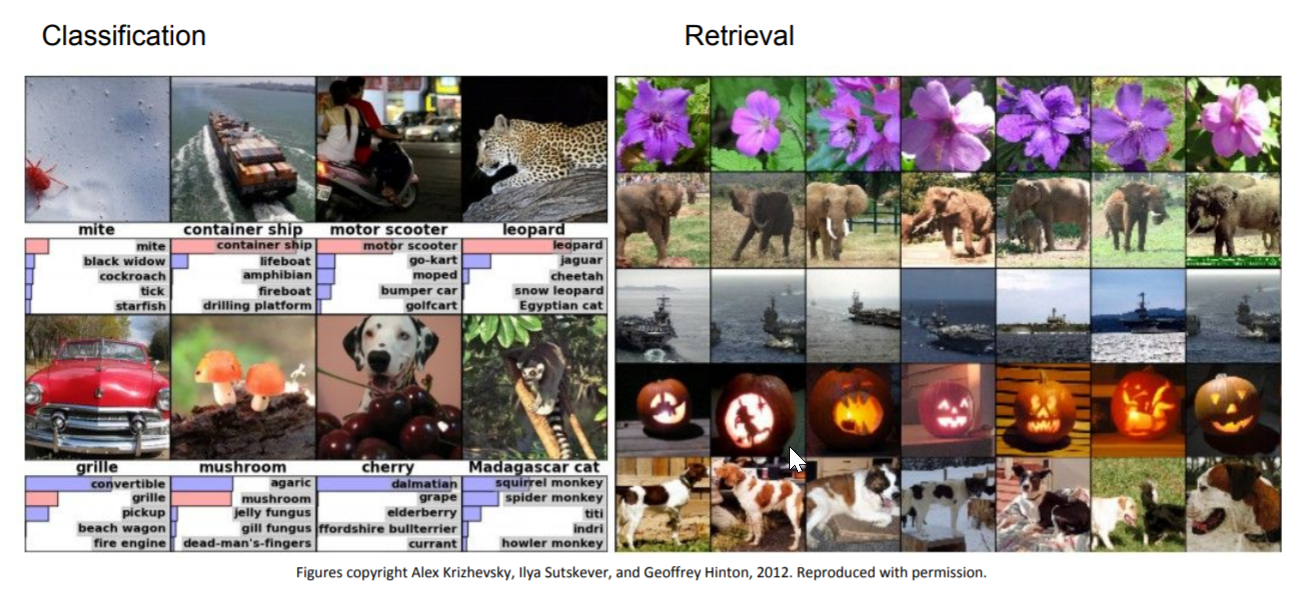 Classification
Retrieval
mite
container ship
motor scooter
leopard
mite
black widow
cockroach
tick
starfish
container ship
lifeboat
amphibian
fireboat
drilling platform
motor scooter
go-kart
moped
bumper car
golfcart
leopard
jaguar
cheetah
snow leopard
Egyptian cat
grille
mushroom
cherry
Madagascar cat
convertible
grille
pickup
beach wagon
fire engine
agaric
mushroom
jelly fungus
gill fungus
dead-man's-fingers
dalmatian
grape
elderberry
ffordshire bullterrier
currant
squirrel monkey
spider monkey
titi
indri
howler monkey
Figures copyright Alex Krizhevsky, Ilya Sutskever, and Geoffrey Hinton, 2012. Reproduced with permission.